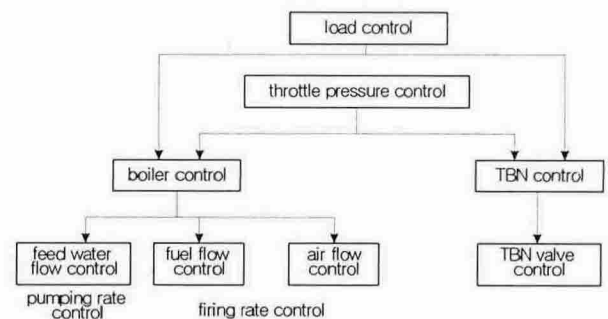 load control
throttle pressure control
boiler control
TBN control
feed water
flow control
fuel flow
control
air flow
control
TBN valve
control
pumping rate
control
firing rate control